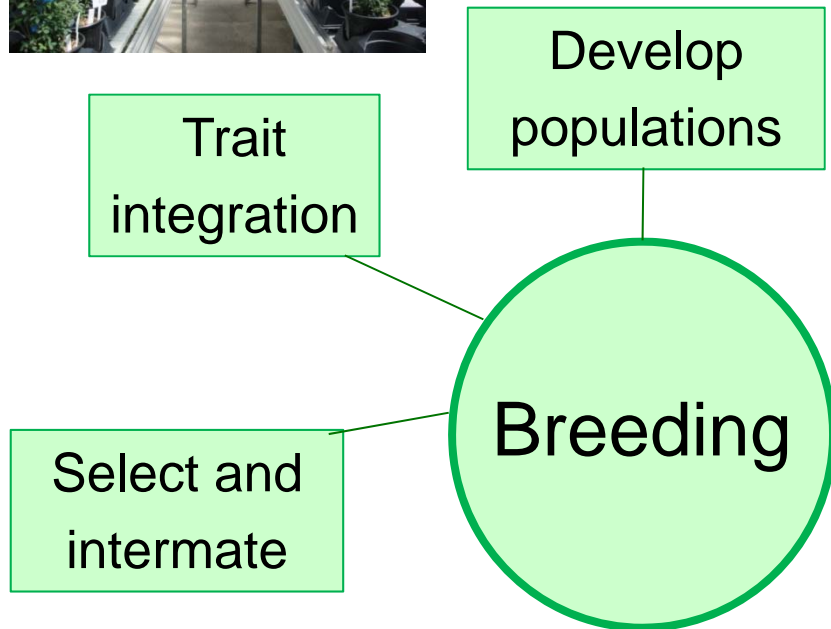 Develop
populations
Trait
integration
Breeding
Select and
intermate